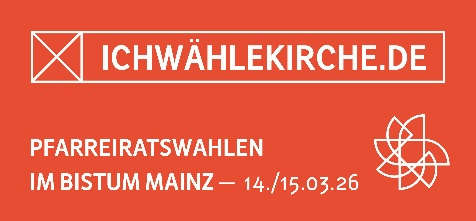 ICHWÄHLEKIRCHE.DE
PFARREIRATSWAHLEN
IM BISTUM MAINZ — 14./15.03.26